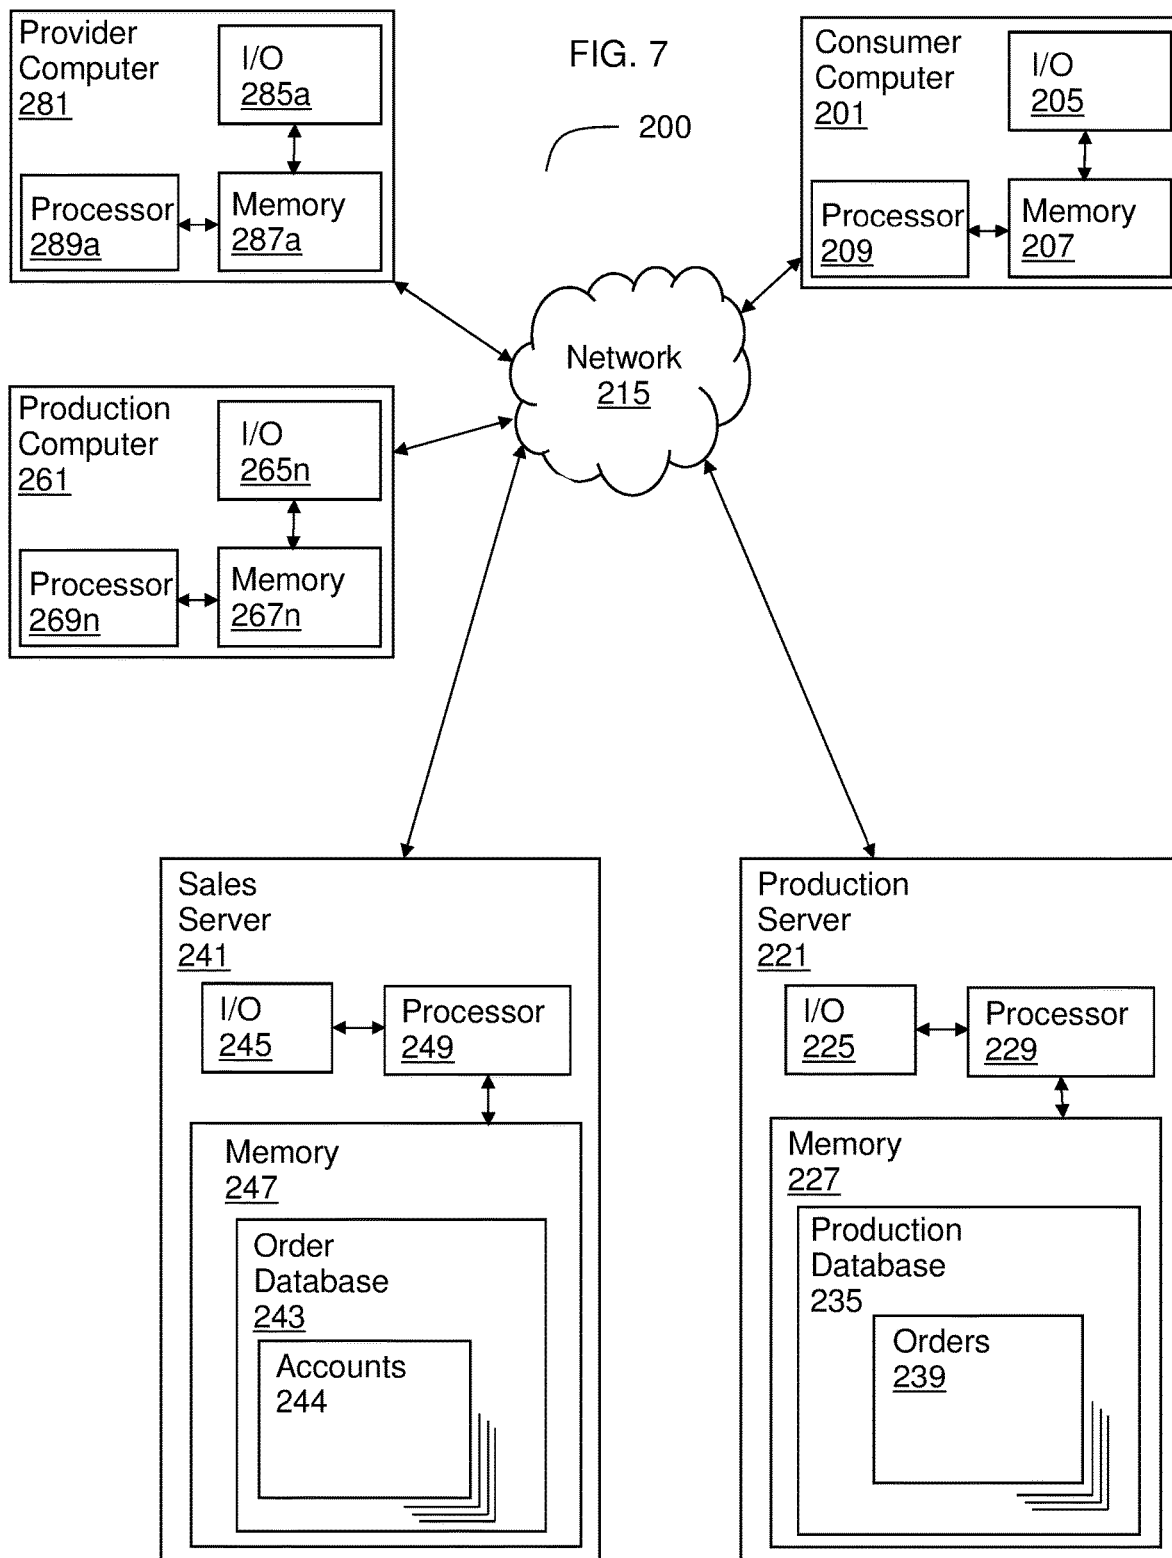 Provider
Computer
281
I/O
285a
Processor
289a
Memory
287a
FIG. 7
200
Consumer
Computer
201
I/O
205
Processor
209
Memory
207
Network
215
Production
Computer
261
I/O
265n
Processor
269n
Memory
267n
Sales
Server
241
I/O
245
Processor
249
Memory
247
Order
Database
243
Accounts
244
Production
Server
221
I/O
225
Processor
229
Memory
227
Production
Database
235
Orders
239